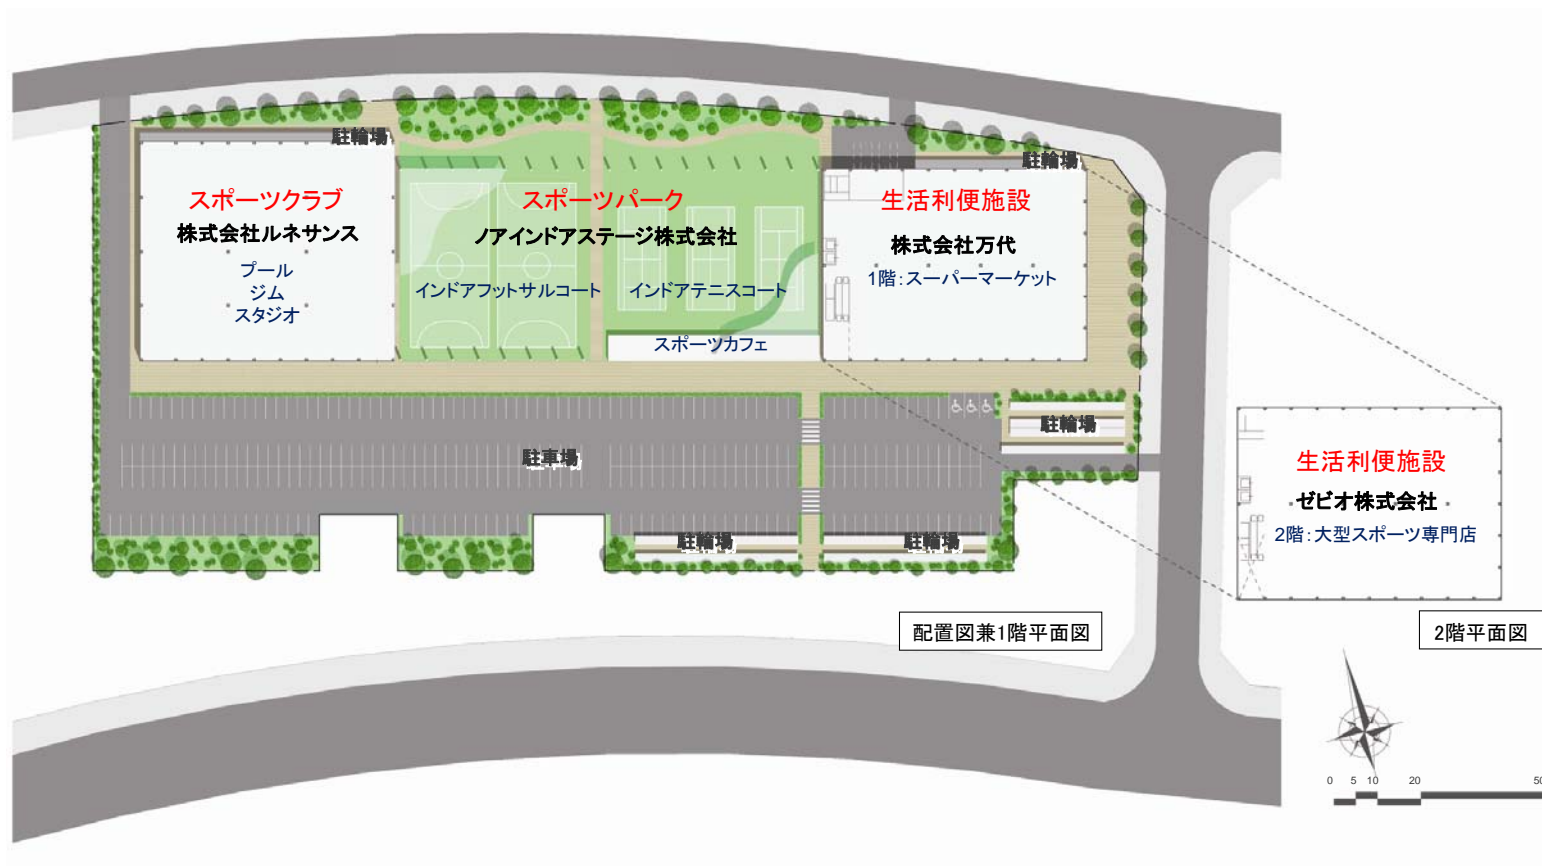 駐輪場
駐輪場
スポーツクラブ
株式会社ルネサンス
プール
ジム
スタジオ
スポーツパーク
ノアインドアステージ株式会社
インドアフットサルコート
インドアテニスコート
スポーツカフェ
生活利便施設
株式会社万代
1階:スーパーマーケット
駐輪場
駐車場
駐輪場
駐輪場
生活利便施設
ゼビオ株式会社
2階:大型スポーツ専門店
配置図兼1階平面図
2階平面図
0 5 10 20 50